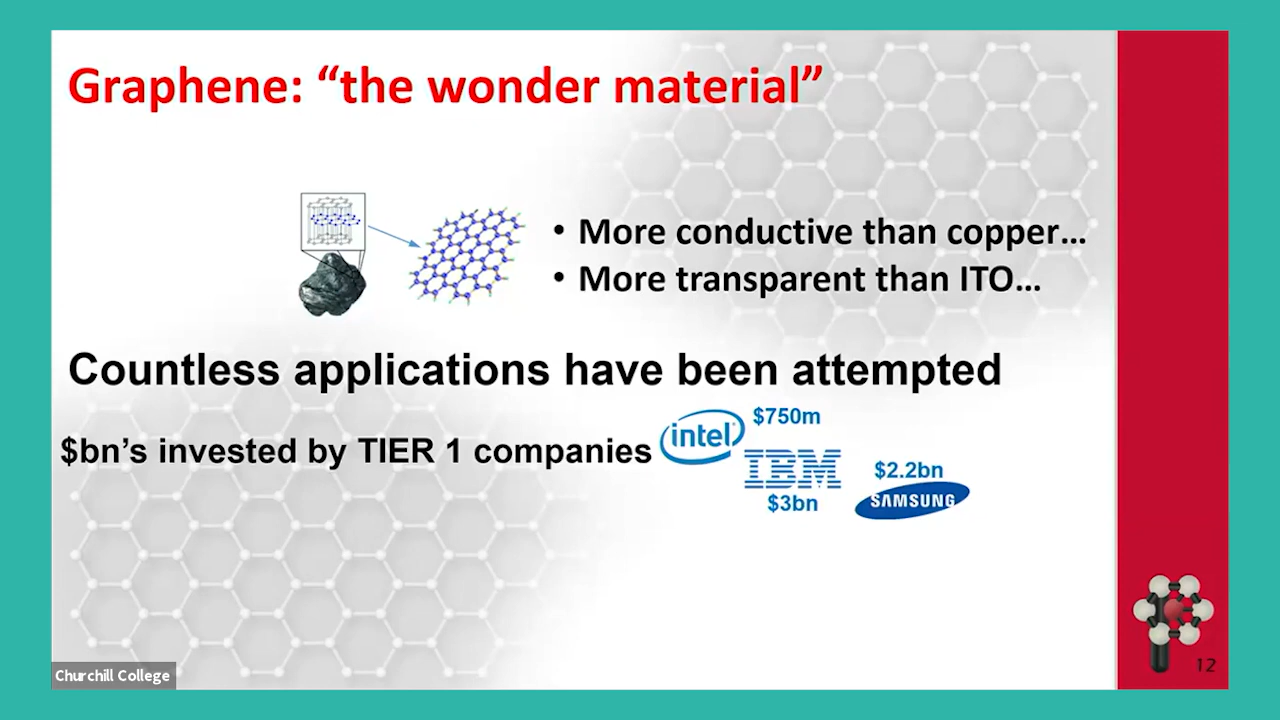 Graphene: “the wonder material”
• More conductive than copper...
• More transparent than ITO...
Countless applications have been attempted
$bn’s invested by TIER 1 companies
intel
$750m
IBM
$3bn
$2.2bn
SAMSUNG
Churchill College
12